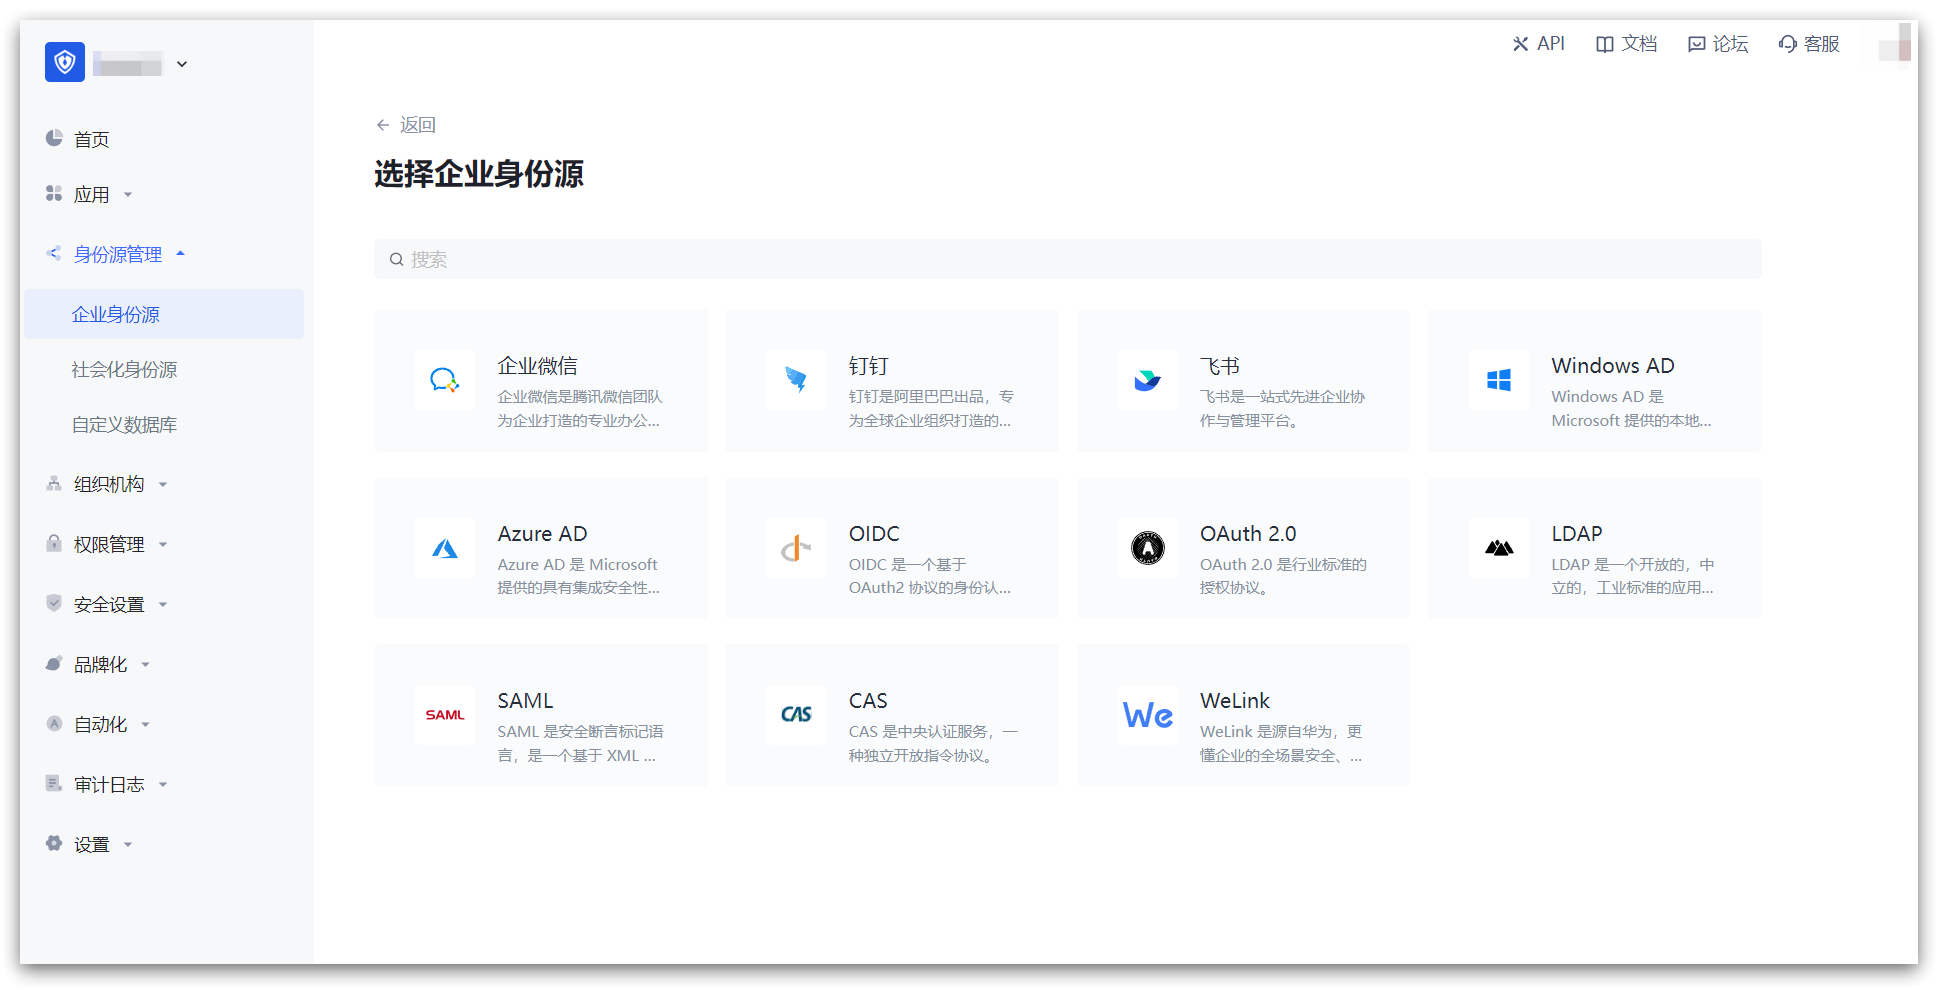 API
文档
论坛
客服
首页
应用
身份源管理
企业身份源
社会化身份源
自定义数据库
组织机构
权限管理
安全设置
品牌化
自动化
审计日志
设置
返回
选择企业身份源
搜索
企业微信
企业微信是腾讯微信团队
为企业打造的专业办公...
钉钉
钉钉是阿里巴巴出品，专
为全球企业组织打造的...
飞书
飞书是一站式先进企业协
作与管理平台。
Windows AD
Windows AD 是
Microsoft 提供的本地...
Azure AD
Azure AD 是 Microsoft
提供的具有集成安全性...
OIDC
OIDC 是一个基于
OAuth2 协议的身份认...
OAuth 2.0
OAuth 2.0 是行业标准的
授权协议。
LDAP
LDAP 是一个开放的，中
立的，工业标准的应用...
SAML
SAML
SAML 是安全断言标记语
言，是一个基于 XML ...
CAS
CAS
CAS 是中央认证服务，一
种独立开放指令协议。
We
WeLink
WeLink 是源自华为，更
懂企业的全场景安全、...